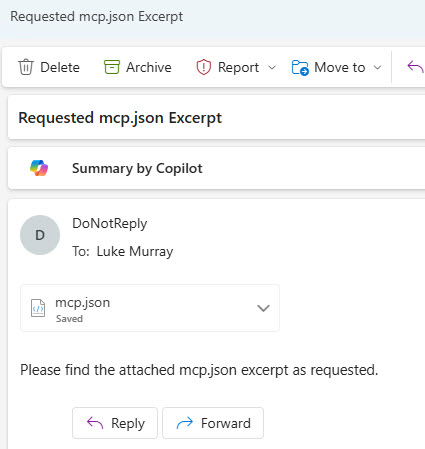 Requested mcp.json Excerpt
Delete Archive Report Move to
Requested mcp.json Excerpt
Summary by Copilot
D
DoNotReply
To: Luke Murray
mcp.json
Saved
Please find the attached mcp.json excerpt as requested.
Reply Forward